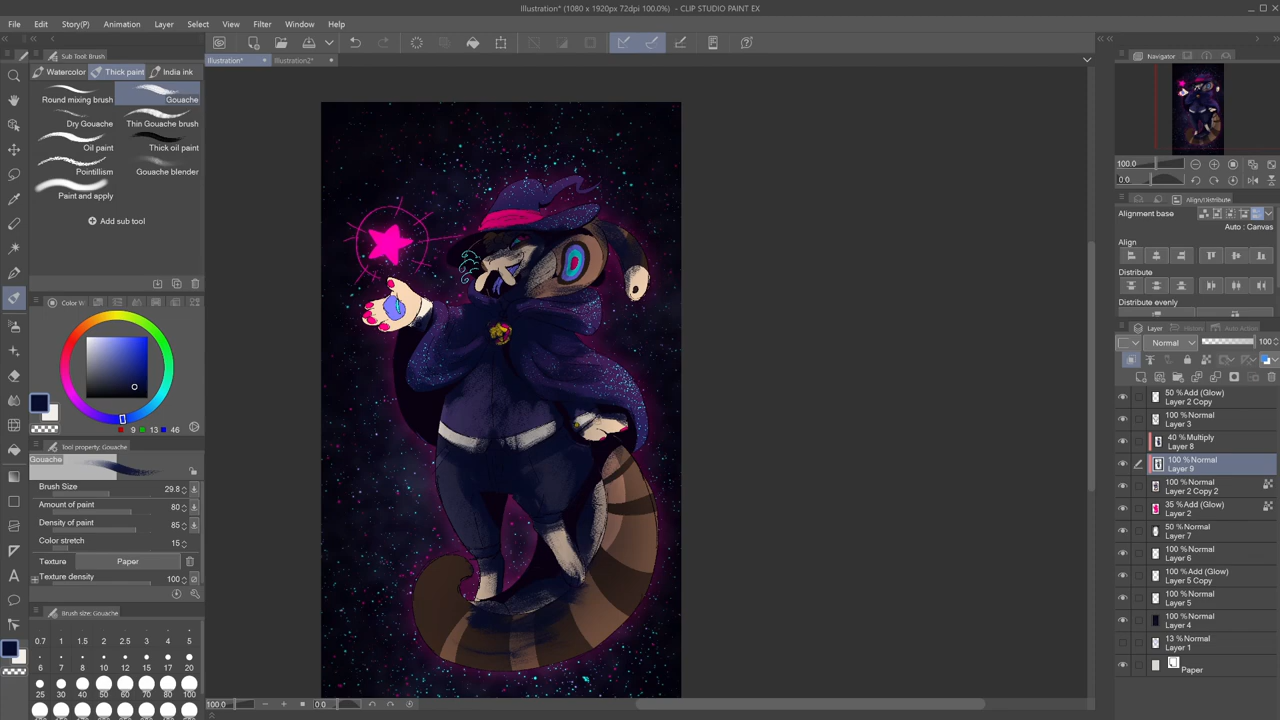 Illustration* (1080 x 1920px 72dpi 100.0%) - CLIP STUDIO PAINT EX
File Edit Story(P) Animation Layer Select View Filter Window Help
Sub Tool: Brush
Watercolor Thick paint India ink
Round mixing brush Gouache
Dry Gouache Thin Gouache brush
Oil paint Thick oil paint
Pointillism Gouache blender
Paint and apply
Add sub tool
Color W
9 13 46
Tool property: Gouache
Gouache
Brush Size 29.8
Amount of paint 80
Density of paint 85
Color stretch 15
Texture Paper
Texture density 100
Brush size: Gouache
0.7 1 1.5 2 2.5 3 4 5
6 7 8 10 12 15 17 20
25 30 40 50 60 70 80 100
Illustration* Illustration2*
100.0 0.0
Navigator
100.0
0.0
Align/Distribute
Alignment base
Auto : Canvas
Align
Distribute
Distribute evenly
Layer History Auto Action
Normal 100
50 % Add (Glow)
Layer 2 Copy
100 % Normal
Layer 3
40 % Multiply
Layer 8
100 % Normal
Layer 9
100 % Normal
Layer 2 Copy 2
35 % Add (Glow)
Layer 2
50 % Normal
Layer 7
100 % Normal
Layer 6
100 % Add (Glow)
Layer 5 Copy
100 % Normal
Layer 5
100 % Normal
Layer 4
13 % Normal
Layer 1
Paper